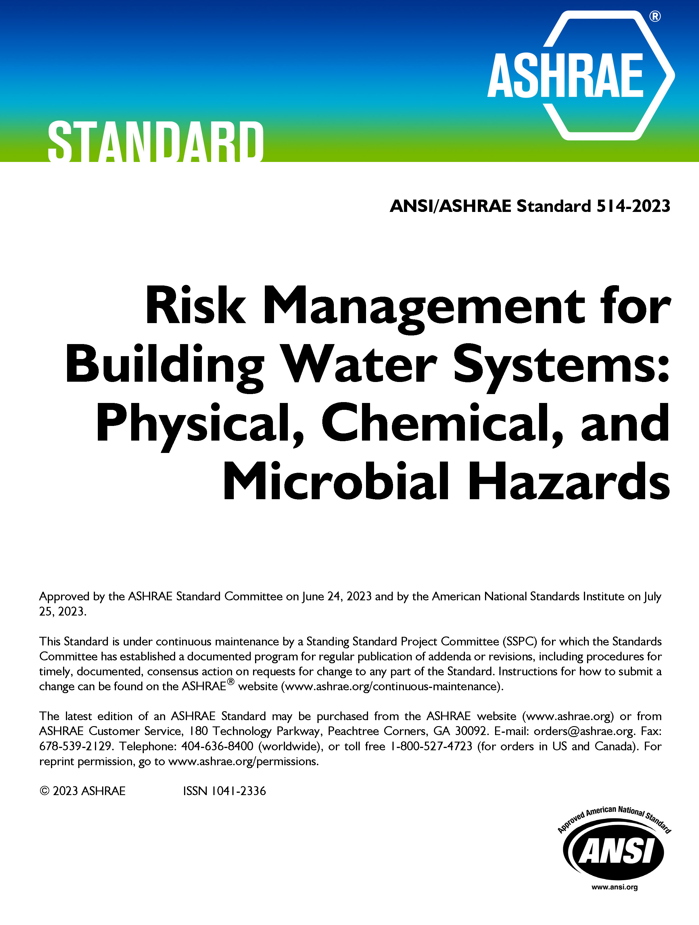 ASHRAE®
STANDARD
ANSI/ASHRAE Standard 514-2023
Risk Management for
Building Water Systems:
Physical, Chemical, and
Microbial Hazards
Approved by the ASHRAE Standard Committee on June 24, 2023 and by the American National Standards Institute on July
25, 2023.
This Standard is under continuous maintenance by a Standing Standard Project Committee (SSPC) for which the Standards
Committee has established a documented program for regular publication of addenda or revisions, including procedures for
timely, documented, consensus action on requests for change to any part of the Standard. Instructions for how to submit a
change can be found on the ASHRAE® website (www.ashrae.org/continuous-maintenance).
The latest edition of an ASHRAE Standard may be purchased from the ASHRAE website (www.ashrae.org) or from
ASHRAE Customer Service, 180 Technology Parkway, Peachtree Corners, GA 30092. E-mail: orders@ashrae.org. Fax:
678-539-2129. Telephone: 404-636-8400 (worldwide), or toll free 1-800-527-4723 (for orders in US and Canada). For
reprint permission, go to www.ashrae.org/permissions.
© 2023 ASHRAE ISSN 1041-2336
Approved American National Standard
ANSI
www.ansi.org